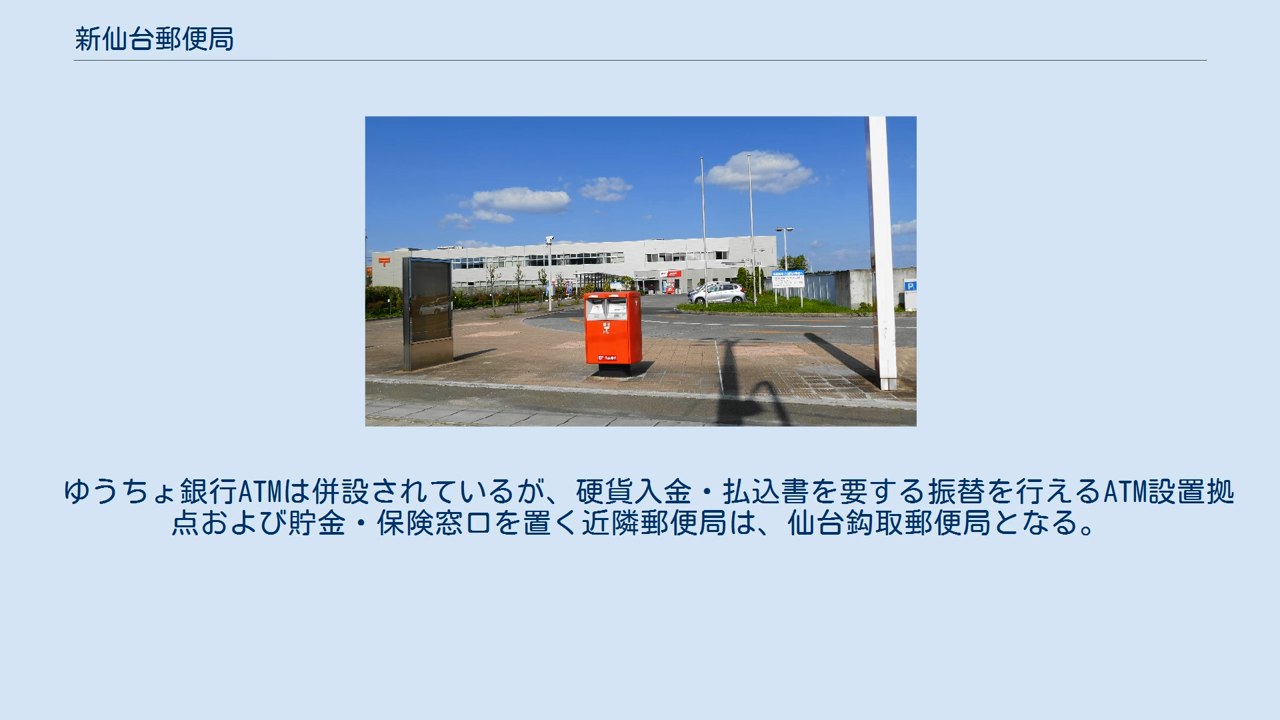 新仙台郵便局
ゆうちょ銀行ATMは併設されているが、硬貨入金・払込書を要する振替を行えるATM設置拠
点および貯金・保険窓口を置く近隣郵便局は、仙台鈎取郵便局となる。
P